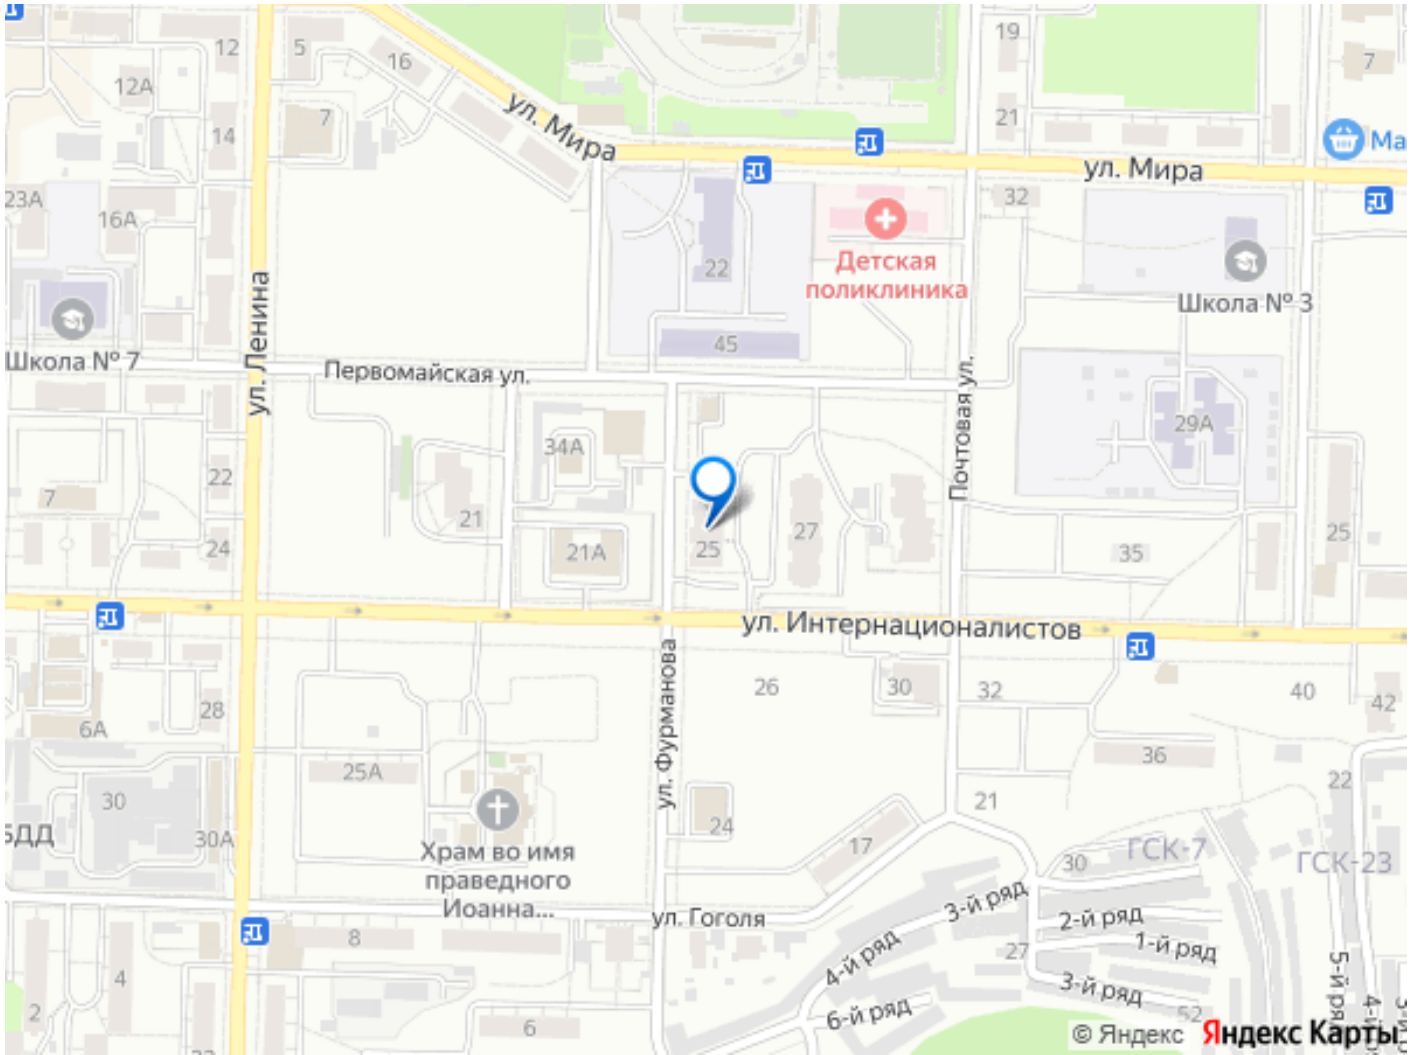 12
5
16
19
7
12А
7
ул. Мира
21
14
Ма
ул. Мира
23А
16А
32
22
Детская
поликлиника
Школа № 3
ул. Ленина
45
Школа № 7
Первомайская ул.
Почтовая ул.
34А
29А
22
7
21
25
27
24
21А
25
35
ул. Интернационалистов
ул. Фурманова
26
30
32
40
42
28
6А
25А
36
22
30
БДД
30А
24
21
17
Храм во имя
праведного
Иоанна...
ГСК-7
30
ГСК-23
3-й ряд
ул. Гоголя
2-й ряд
8
1-й ряд
27
4-й ряд
4
3-й ряд
5-й ряд
2
6
6-й ряд
52
© Яндекс Яндекс Карты